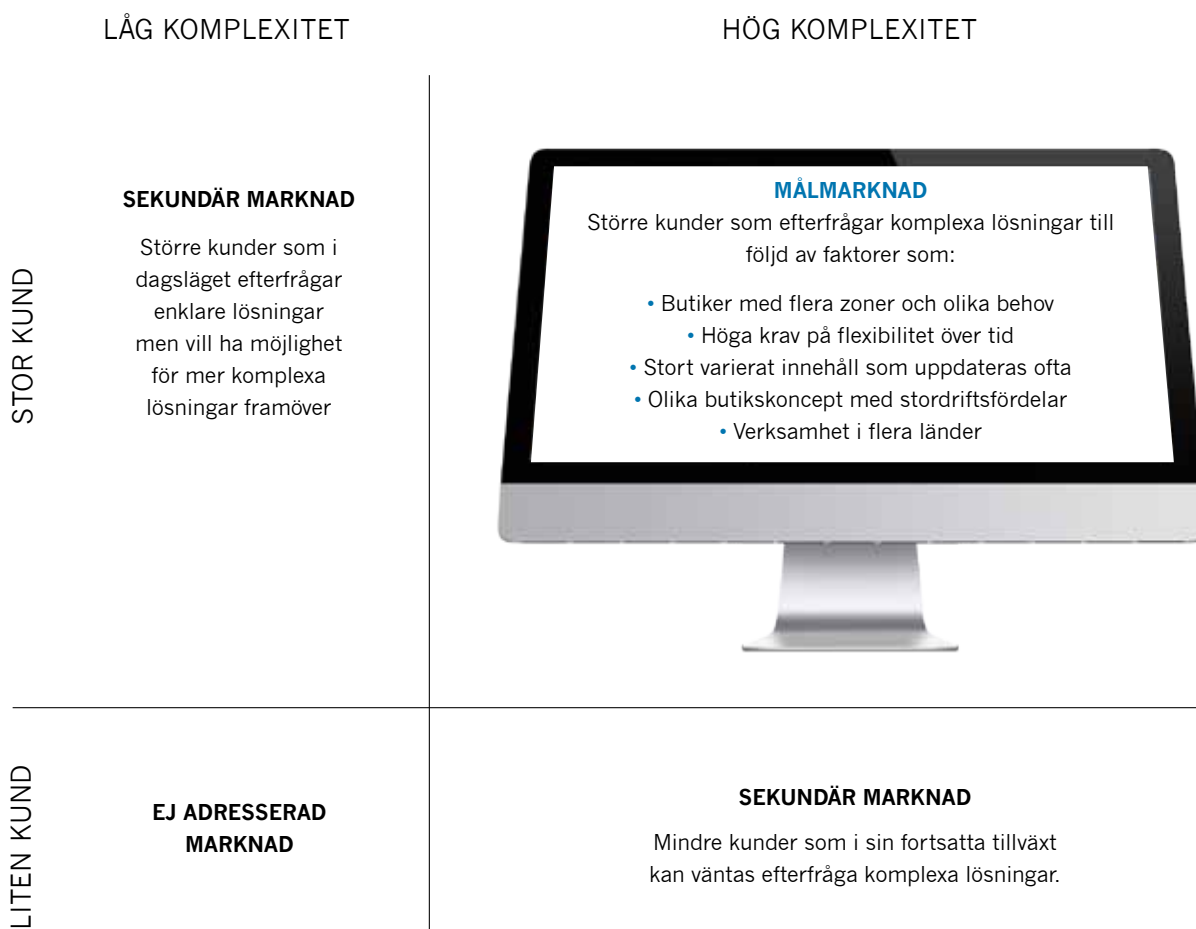 LÅG KOMPLEXITET
HÖG KOMPLEXITET
STOR KUND
SEKUNDÄR MARKNAD
Större kunder som i
dagsläget efterfrågar
enklare lösningar
men vill ha möjlighet
för mer komplexa
lösningar framöver
MÅLMARKNAD
Större kunder som efterfrågar komplexa lösningar till
följd av faktorer som:
• Butiker med flera zoner och olika behov
• Höga krav på flexibilitet över tid
• Stort varierat innehåll som uppdateras ofta
• Olika butikskoncept med stordriftsfördelar
• Verksamhet i flera länder
LITEN KUND
EJ ADRESSERAD
MARKNAD
SEKUNDÄR MARKNAD
Mindre kunder som i sin fortsatta tillväxt
kan väntas efterfråga komplexa lösningar.